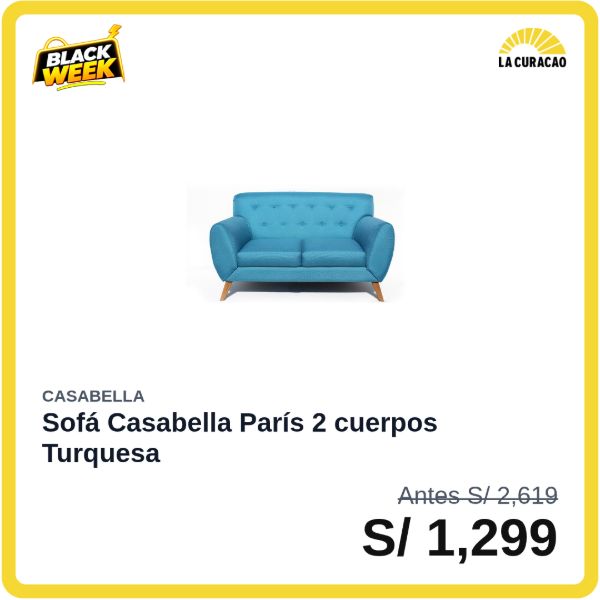 BLACK
WEEK
LA CURACAO
CASABELLA
Sofá Casabella París 2 cuerpos
Turquesa
Antes S/ 2,619
S/ 1,299